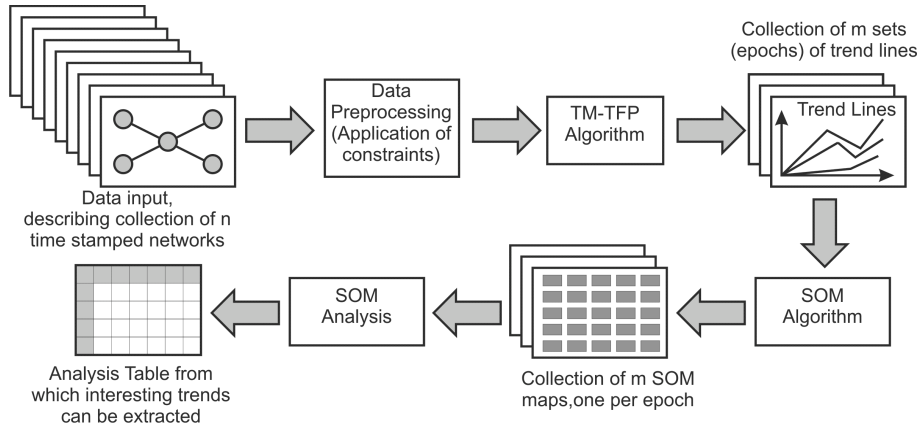 Data input,
describing collection of n
time stamped networks
Data
Preprocessing
(Application of
constraints)
TM-TFP
Algorithm
Collection of m sets
(epochs) of trend lines
Trend Lines
SOM
Algorithm
Collection of m SOM
maps,one per epoch
SOM
Analysis
Analysis Table from
which interesting trends
can be extracted